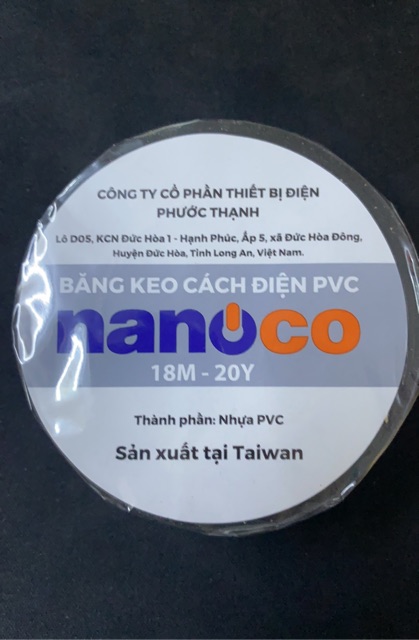 CÔNG TY CỔ PHẦN THIẾT BỊ ĐIỆN
PHƯỚC THẠNH
Lô D05, KCN Đức Hòa 1 - Hạnh Phúc, Ấp 5, xã Đức Hòa Đông,
Huyện Đức Hòa, Tỉnh Long An, Việt Nam.
BĂNG KEO CÁCH ĐIỆN PVC
nanoco
18M - 20Y
Thành phần: Nhựa PVC
Sản xuất tại Taiwan